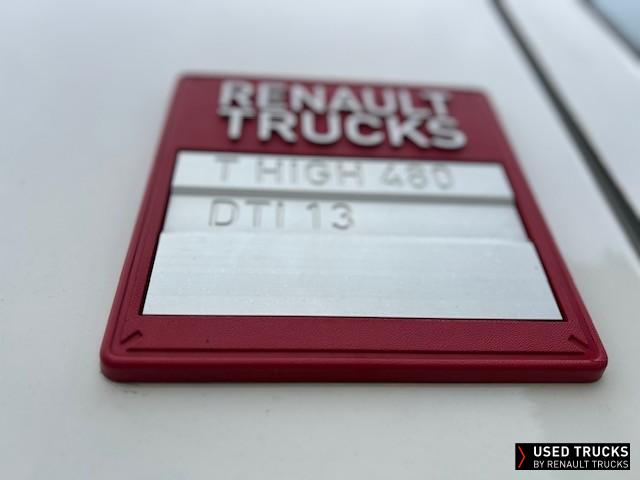 RENAULT
TRUCKS
T HIGH 480
DTI 13
USED TRUCKS
BY RENAULT TRUCKS